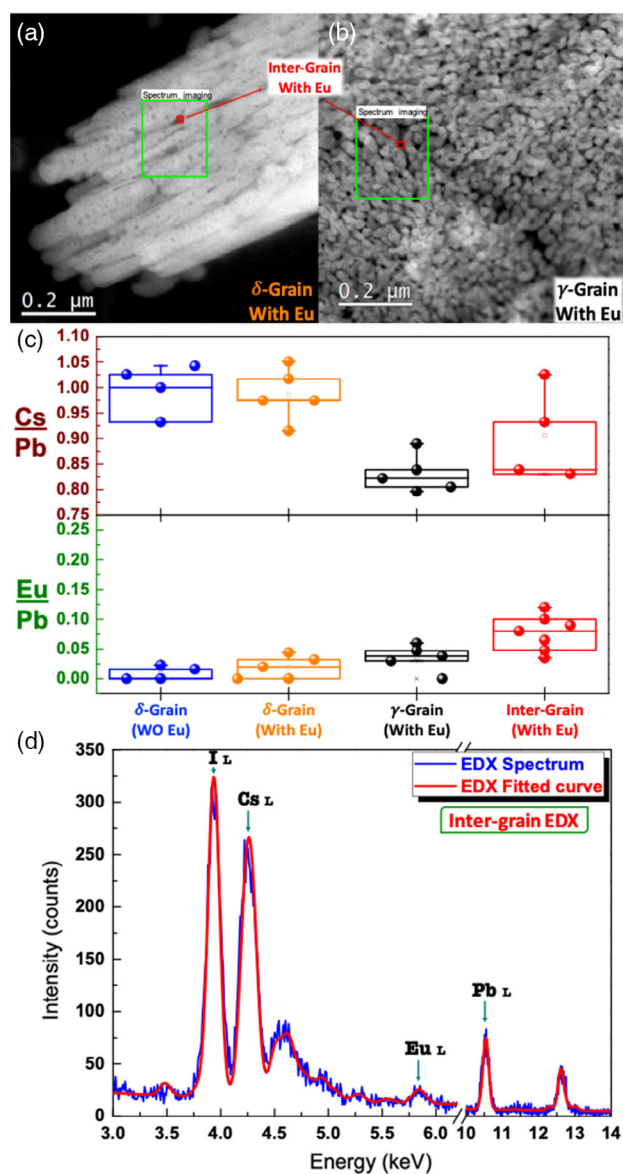 (a)
(b)
Inter-Grain
With Eu
Spectrum imaging
Spectrum imaging
0.2 μm
δ-Grain
With Eu
0.2 μm
γ-Grain
With Eu
(c)
1.10
1.05
1.00
0.95
0.90
0.85
0.80
0.75
Cs
Pb
0.25
0.20
0.15
0.10
0.05
0.00
Eu
Pb
δ-Grain
(WO Eu)
δ-Grain
(With Eu)
γ-Grain
(With Eu)
Inter-Grain
(With Eu)
(d)
350
300
250
200
150
100
50
0
Intensity (counts)
I L
Cs L
Eu L
Pb L
EDX Spectrum
EDX Fitted curve
Inter-grain EDX
3.0 3.5 4.0 4.5 5.0 5.5 6.0 10 11 12 13 14
Energy (keV)